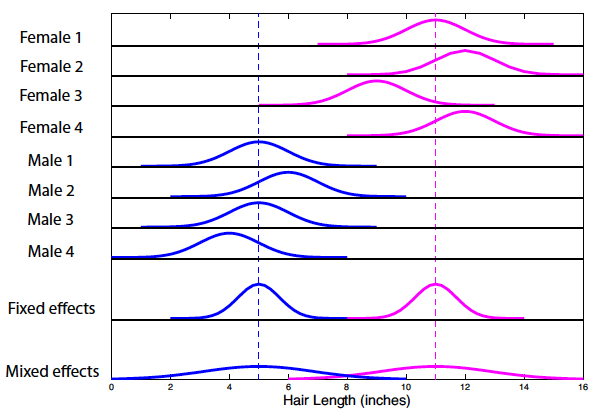 Female 1
Female 2
Female 3
Female 4
Male 1
Male 2
Male 3
Male 4
Fixed effects
Mixed effects
0 2 4 6 8 10 12 14 16
Hair Length (inches)